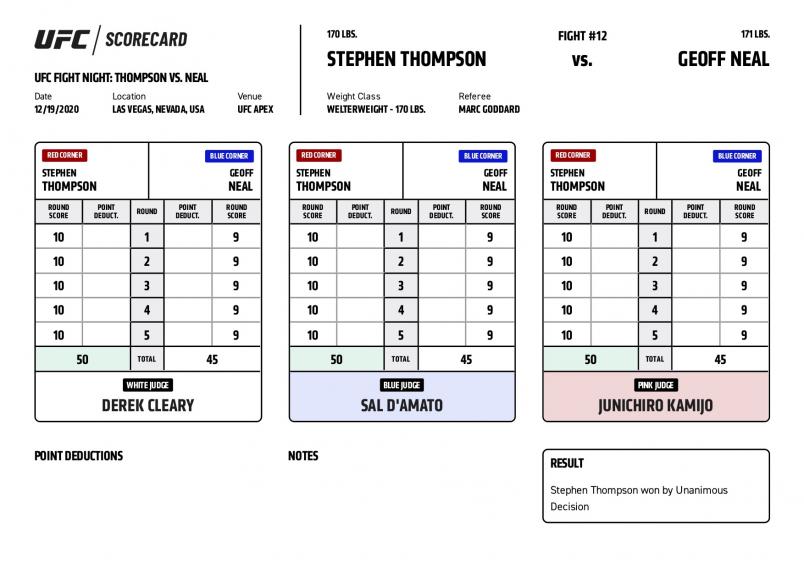 UFC / SCORECARD
UFC FIGHT NIGHT: THOMPSON VS. NEAL
Date Location Venue
12/19/2020 LAS VEGAS, NEVADA, USA UFC APEX
170 LBS. FIGHT #12 171 LBS.
STEPHEN THOMPSON VS. GEOFF NEAL
Weight Class Referee
WELTERWEIGHT - 170 LBS. MARC GODDARD
RED CORNER BLUE CORNER
STEPHEN GEOFF
THOMPSON NEAL
ROUND POINT ROUND POINT ROUND
SCORE DEDUCT. DEDUCT. SCORE
10 1 9
10 2 9
10 3 9
10 4 9
10 5 9
50 TOTAL 45
WHITE JUDGE
DEREK CLEARY
RED CORNER BLUE CORNER
STEPHEN GEOFF
THOMPSON NEAL
ROUND POINT ROUND POINT ROUND
SCORE DEDUCT. DEDUCT. SCORE
10 1 9
10 2 9
10 3 9
10 4 9
10 5 9
50 TOTAL 45
BLUE JUDGE
SAL D'AMATO
RED CORNER BLUE CORNER
STEPHEN GEOFF
THOMPSON NEAL
ROUND POINT ROUND POINT ROUND
SCORE DEDUCT. DEDUCT. SCORE
10 1 9
10 2 9
10 3 9
10 4 9
10 5 9
50 TOTAL 45
PINK JUDGE
JUNICHIRO KAMIJO
POINT DEDUCTIONS
NOTES
RESULT
Stephen Thompson won by Unanimous
Decision